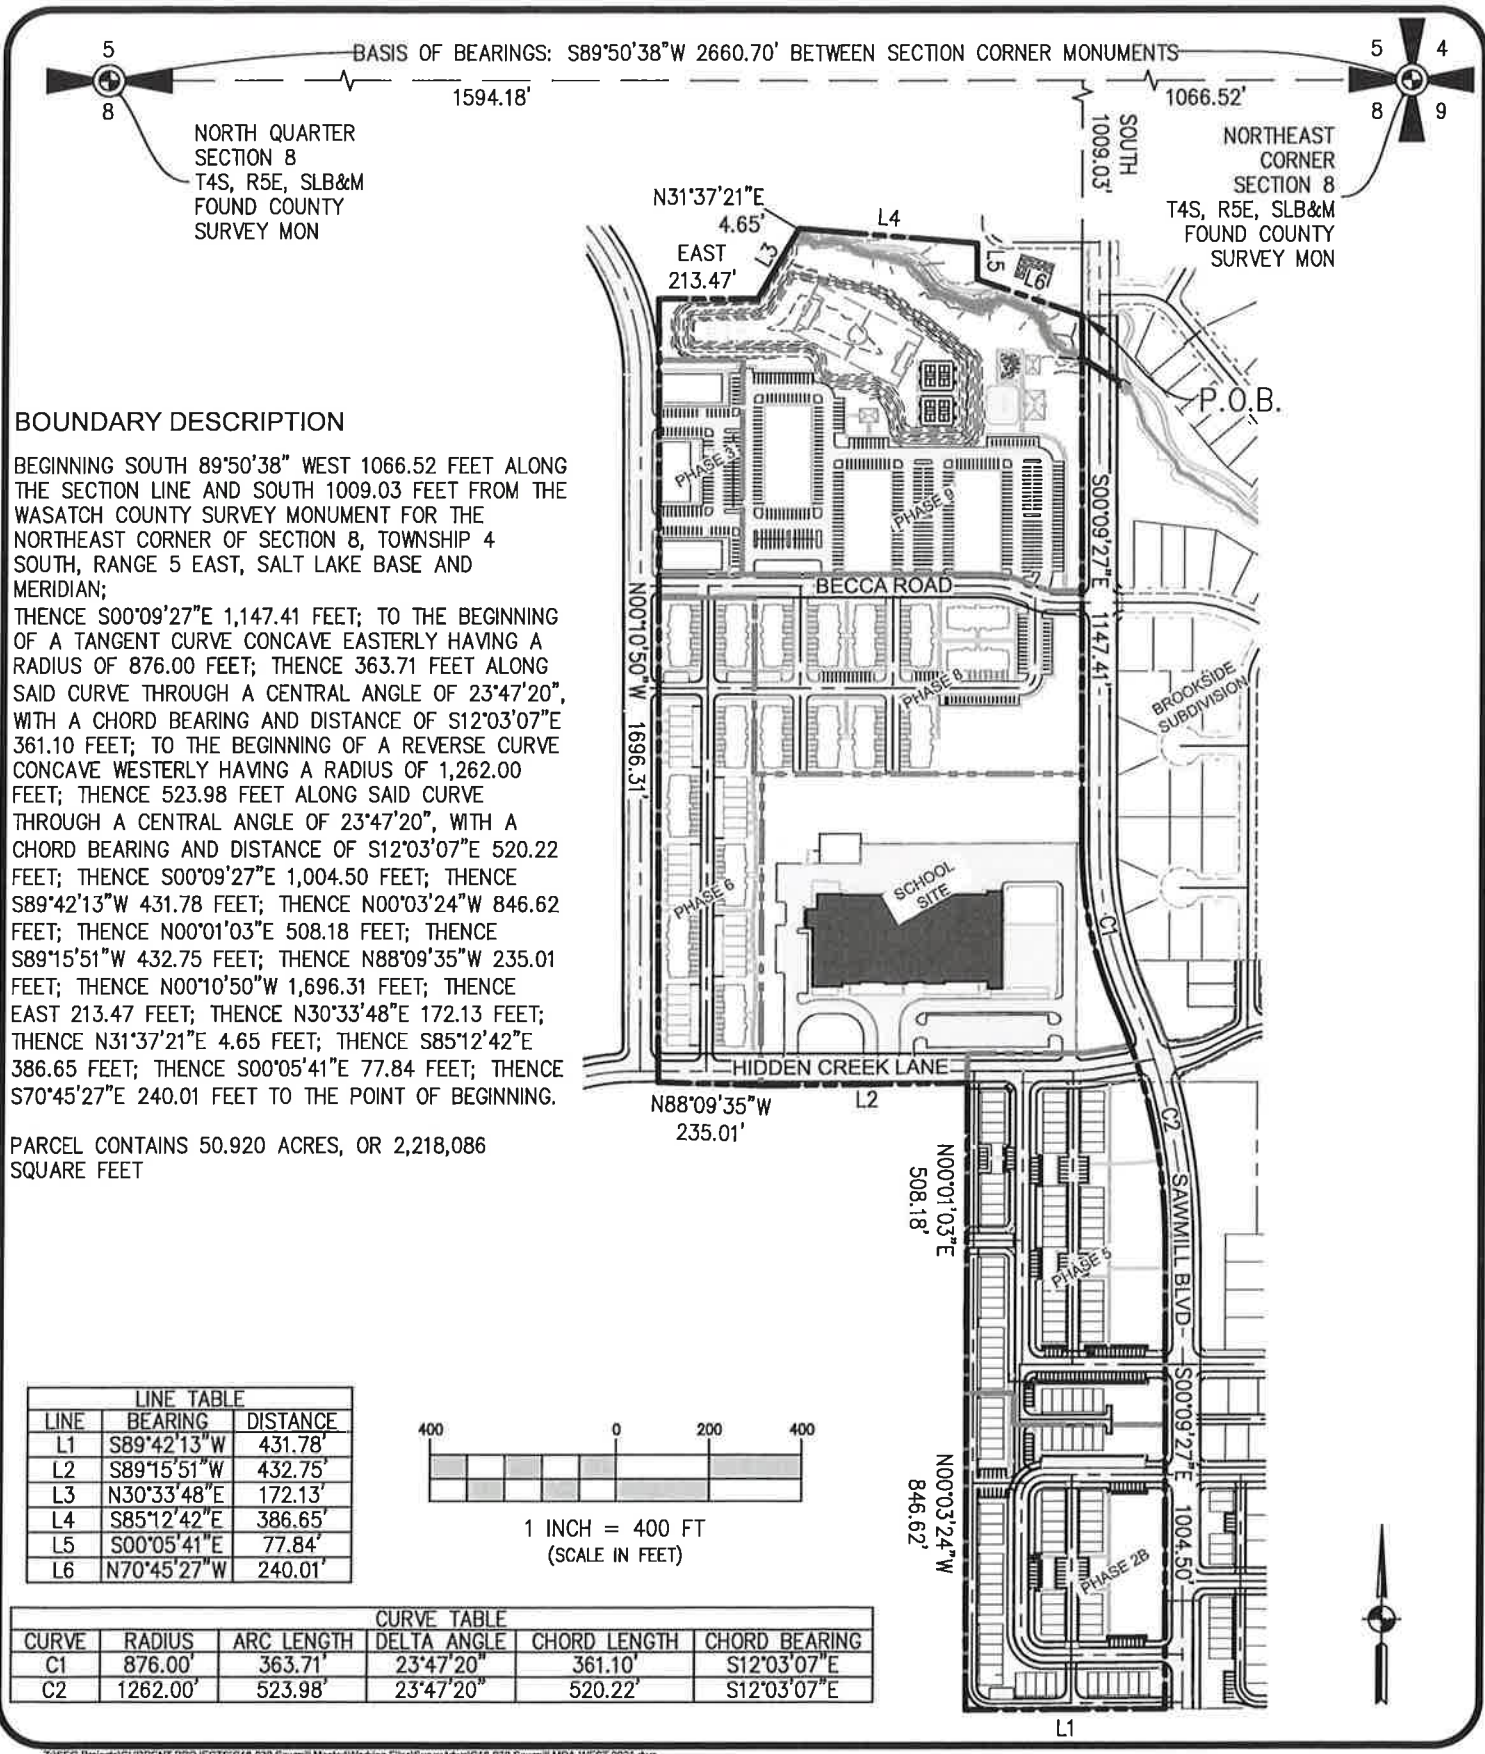 5
BASIS OF BEARINGS: S89°50'38"W 2660.70' BETWEEN SECTION CORNER MONUMENTS
5 4
1594.18'
1066.52'
8
8 9
NORTH QUARTER
SECTION 8
T4S, R5E, SLB&M
FOUND COUNTY
SURVEY MON
SOUTH
1009.03'
NORTHEAST
CORNER
SECTION 8
T4S, R5E, SLB&M
FOUND COUNTY
SURVEY MON
N31°37'21"E
4.65'
L4
EAST
213.47'
L3
L5
L6
P.O.B.
BOUNDARY DESCRIPTION
BEGINNING SOUTH 89°50'38" WEST 1066.52 FEET ALONG
THE SECTION LINE AND SOUTH 1009.03 FEET FROM THE
WASATCH COUNTY SURVEY MONUMENT FOR THE
NORTHEAST CORNER OF SECTION 8, TOWNSHIP 4
SOUTH, RANGE 5 EAST, SALT LAKE BASE AND
MERIDIAN;
THENCE S00°09'27"E 1,147.41 FEET; TO THE BEGINNING
OF A TANGENT CURVE CONCAVE EASTERLY HAVING A
RADIUS OF 876.00 FEET; THENCE 363.71 FEET ALONG
SAID CURVE THROUGH A CENTRAL ANGLE OF 23°47'20",
WITH A CHORD BEARING AND DISTANCE OF S12°03'07"E
361.10 FEET; TO THE BEGINNING OF A REVERSE CURVE
CONCAVE WESTERLY HAVING A RADIUS OF 1,262.00
FEET; THENCE 523.98 FEET ALONG SAID CURVE
THROUGH A CENTRAL ANGLE OF 23°47'20", WITH A
CHORD BEARING AND DISTANCE OF S12°03'07"E 520.22
FEET; THENCE S00°09'27"E 1,004.50 FEET; THENCE
S89°42'13"W 431.78 FEET; THENCE N00°03'24"W 846.62
FEET; THENCE N00°01'03"E 508.18 FEET; THENCE
S89°15'51"W 432.75 FEET; THENCE N88°09'35"W 235.01
FEET; THENCE N00°10'50"W 1,696.31 FEET; THENCE
EAST 213.47 FEET; THENCE N30°33'48"E 172.13 FEET;
THENCE N31°37'21"E 4.65 FEET; THENCE S85°12'42"E
386.65 FEET; THENCE S00°05'41"E 77.84 FEET; THENCE
S70°45'27"E 240.01 FEET TO THE POINT OF BEGINNING.
PARCEL CONTAINS 50.920 ACRES, OR 2,218,086
SQUARE FEET
PHASE 3
PHASE 9
S00°09'27"E 1147.41'
BECCA ROAD
N00°10'50"W 1696.31'
PHASE 8
BROOKSIDE
SUBDIVISION
PHASE 6
SCHOOL
SITE
C1
HIDDEN CREEK LANE
L2
N88°09'35"W
235.01'
C2
N00°01'03"E
508.18'
SAWMILL BLVD
PHASE 5
S00°09'27"E 1004.50'
N00°03'24"W
846.62'
PHASE 2B
L1
LINE TABLE
LINE BEARING DISTANCE
L1 S89°42'13"W 431.78'
L2 S89°15'51"W 432.75'
L3 N30°33'48"E 172.13'
L4 S85°12'42"E 386.65'
L5 S00°05'41"E 77.84'
L6 N70°45'27"W 240.01'
400 0 200 400
1 INCH = 400 FT
(SCALE IN FEET)
CURVE TABLE
CURVE RADIUS ARC LENGTH DELTA ANGLE CHORD LENGTH CHORD BEARING
C1 876.00' 363.71' 23°47'20" 361.10' S12°03'07"E
C2 1262.00' 523.98' 23°47'20" 520.22' S12°03'07"E